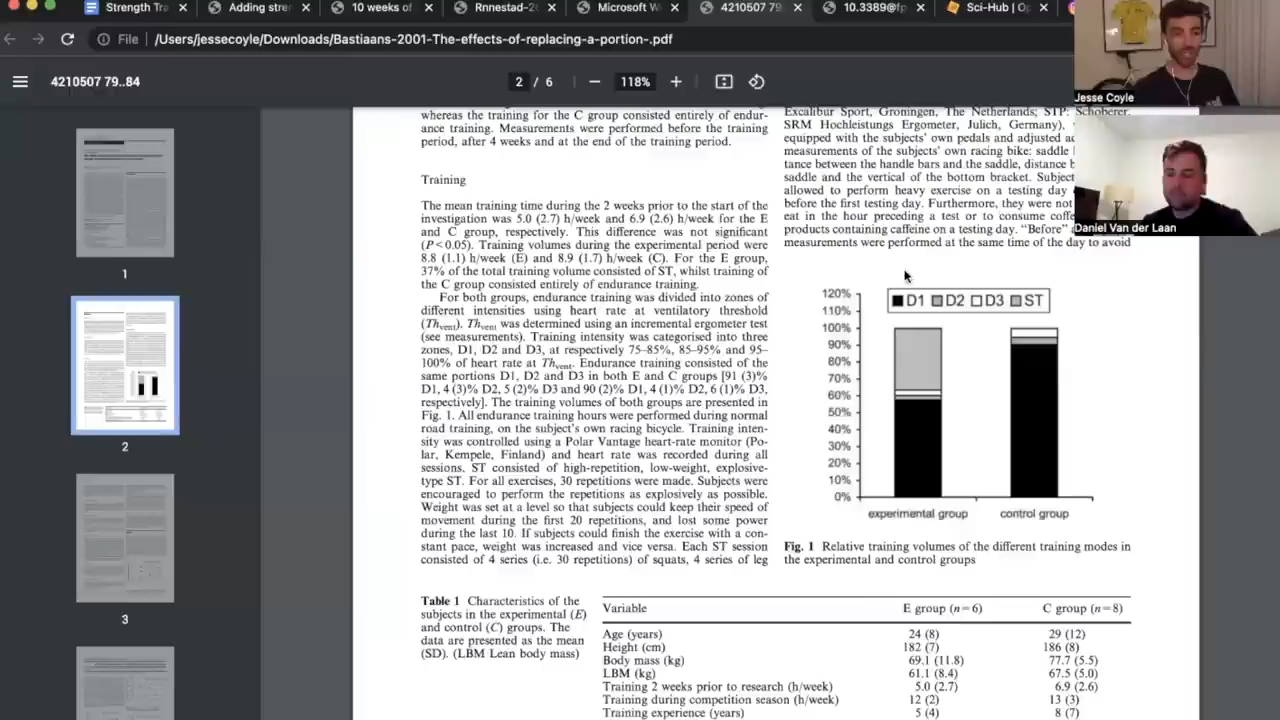 Strength Tra
Adding stre
10 weeks of
Rnnestad-2
Microsoft W
4210507 79..84
10.3389@fp
Sci-Hub | O
File
/Users/jessecoyle/Downloads/Bastiaans-2001-The-effects-of-replacing-a-portion-.pdf
4210507 79..84
2 / 6
118%
Jesse Coyle
Daniel Van der Laan
1
2
3
whereas the training for the C group consisted entirely of endur-
ance training. Measurements were performed before the training
period, after 4 weeks and at the end of the training period.
Training
The mean training time during the 2 weeks prior to the start of the
investigation was 5.0 (2.7) h/week and 6.9 (2.6) h/week for the E
and C group, respectively. This difference was not significant
(P<0.05). Training volumes during the experimental period were
8.8 (1.1) h/week (E) and 8.9 (1.7) h/week (C). For the E group,
37% of the total training volume consisted of ST, whilst training of
the C group consisted entirely of endurance training.
For both groups, endurance training was divided into zones of
different intensities using heart rate at ventilatory threshold
(Thvent). Thvent was determined using an incremental ergometer test
(see measurements). Training intensity was categorised into three
zones, D1, D2 and D3, at respectively 75–85%, 85–95% and 95–
100% of heart rate at Thvent. Endurance training consisted of the
same portions D1, D2 and D3 in both E and C groups [91 (3)%
D1, 4 (3)% D2, 5 (2)% D3 and 90 (2)% D1, 4 (1)% D2, 6 (1)% D3,
respectively]. The training volumes of both groups are presented in
Fig. 1. All endurance training hours were performed during normal
road training, on the subject's own racing bicycle. Training inten-
sity was controlled using a Polar Vantage heart-rate monitor (Po-
lar, Kempele, Finland) and heart rate was recorded during all
sessions. ST consisted of high-repetition, low-weight, explosive-
type ST. For all exercises, 30 repetitions were made. Subjects were
encouraged to perform the repetitions as explosively as possible.
Weight was set at a level so that subjects could keep their speed of
movement during the first 20 repetitions, and lost some power
during the last 10. If subjects could finish the exercise with a con-
stant pace, weight was increased and vice versa. Each ST session
consisted of 4 series (i.e. 30 repetitions) of squats, 4 series of leg
Excalibur Sport, Groningen, The Netherlands; STP: Schoberer,
SRM Hochleistungs Ergometer, Julich, Germany),
equipped with the subjects' own pedals and adjusted ac
measurements of the subjects' own racing bike: saddle
tance between the handle bars and the saddle, distance b
saddle and the vertical of the bottom bracket. Subject
allowed to perform heavy exercise on a testing day
before the first testing day. Furthermore, they were not
eat in the hour preceding a test or to consume coffe
products containing caffeine on a testing day. “Before”
measurements were performed at the same time of the day to avoid
D1 D2 D3 ST
120%
110%
100%
90%
80%
70%
60%
50%
40%
30%
20%
10%
0%
experimental group
control group
Fig. 1 Relative training volumes of the different training modes in
the experimental and control groups
Table 1 Characteristics of the
subjects in the experimental (E)
and control (C) groups. The
data are presented as the mean
(SD). (LBM Lean body mass)
Variable E group (n=6) C group (n=8)
Age (years) 24 (8) 29 (12)
Height (cm) 182 (7) 186 (8)
Body mass (kg) 69.1 (11.8) 77.7 (5.5)
LBM (kg) 61.1 (8.4) 67.5 (5.0)
Training 2 weeks prior to research (h/week) 5.0 (2.7) 6.9 (2.6)
Training during competition season (h/week) 12 (2) 13 (3)
Training experience (years) 5 (4) 8 (7)